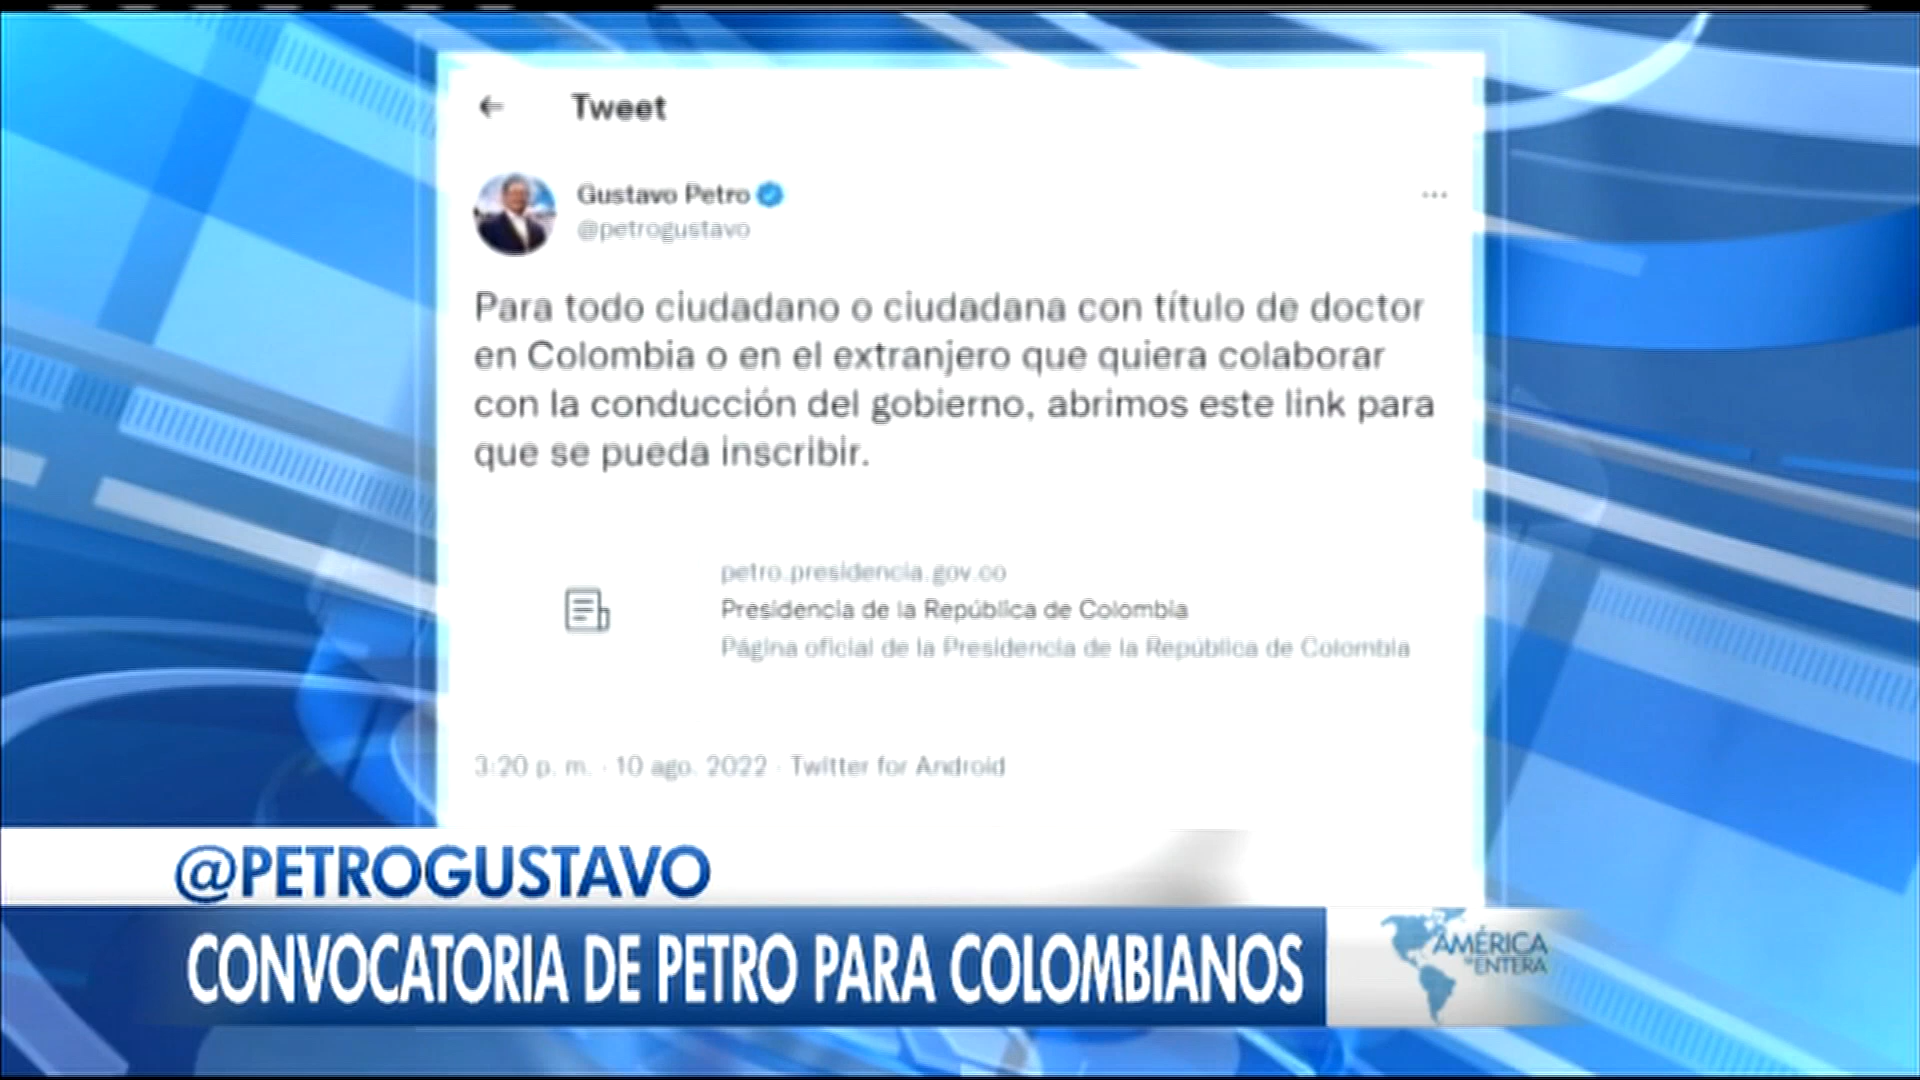 Tweet
Gustavo Petro
@petrogustavo
Para todo ciudadano o ciudadana con título de doctor
en Colombia o en el extranjero que quiera colaborar
con la conducción del gobierno, abrimos este link para
que se pueda inscribir.
petro.presidencia.gov.co
Presidencia de la República de Colombia
Página oficial de la Presidencia de la República de Colombia
3:20 p. m. · 10 ago. 2022 · Twitter for Android
@PETROGUSTAVO
CONVOCATORIA DE PETRO PARA COLOMBIANOS
AMÉRICA
ENTERA